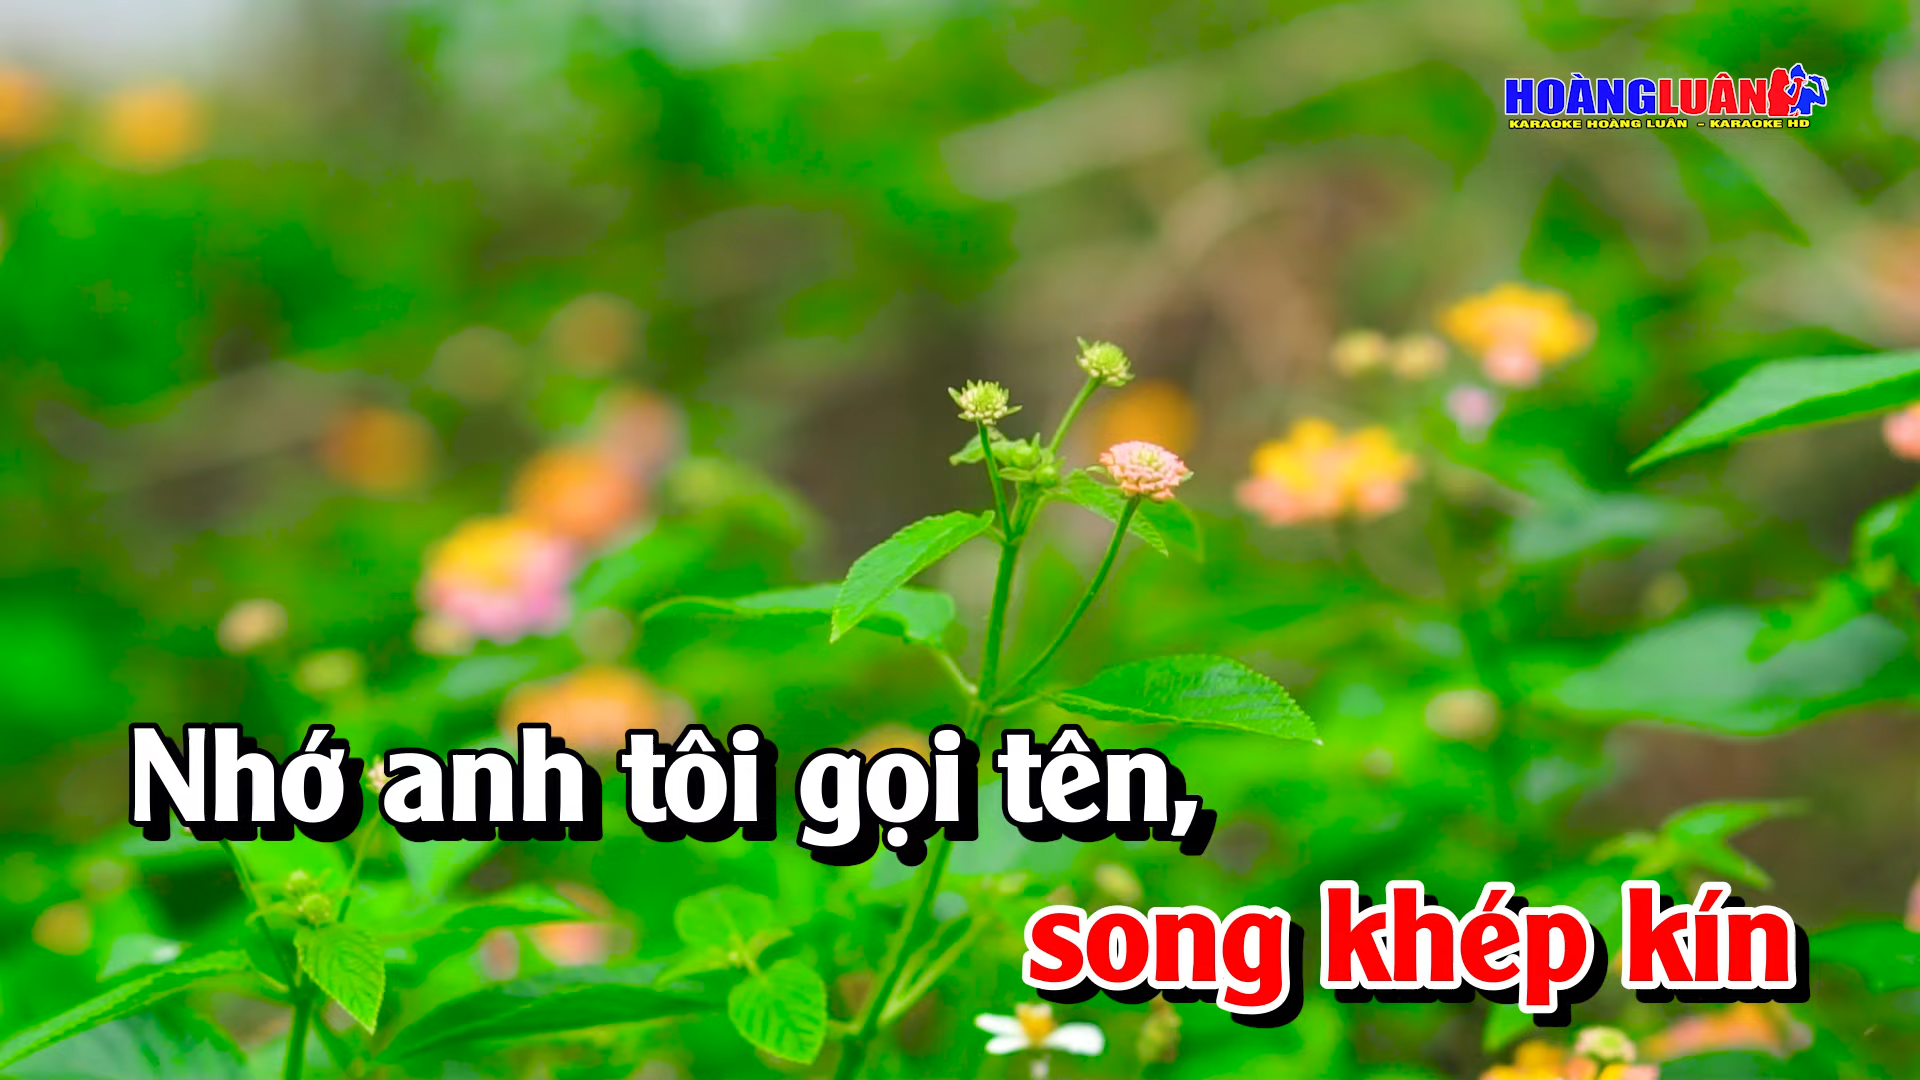 HOÀNGLUÂN
KARAOKE HOÀNG LUÂN - KARAOKE HD
Nhớ anh tôi gọi tên,
song khép kín